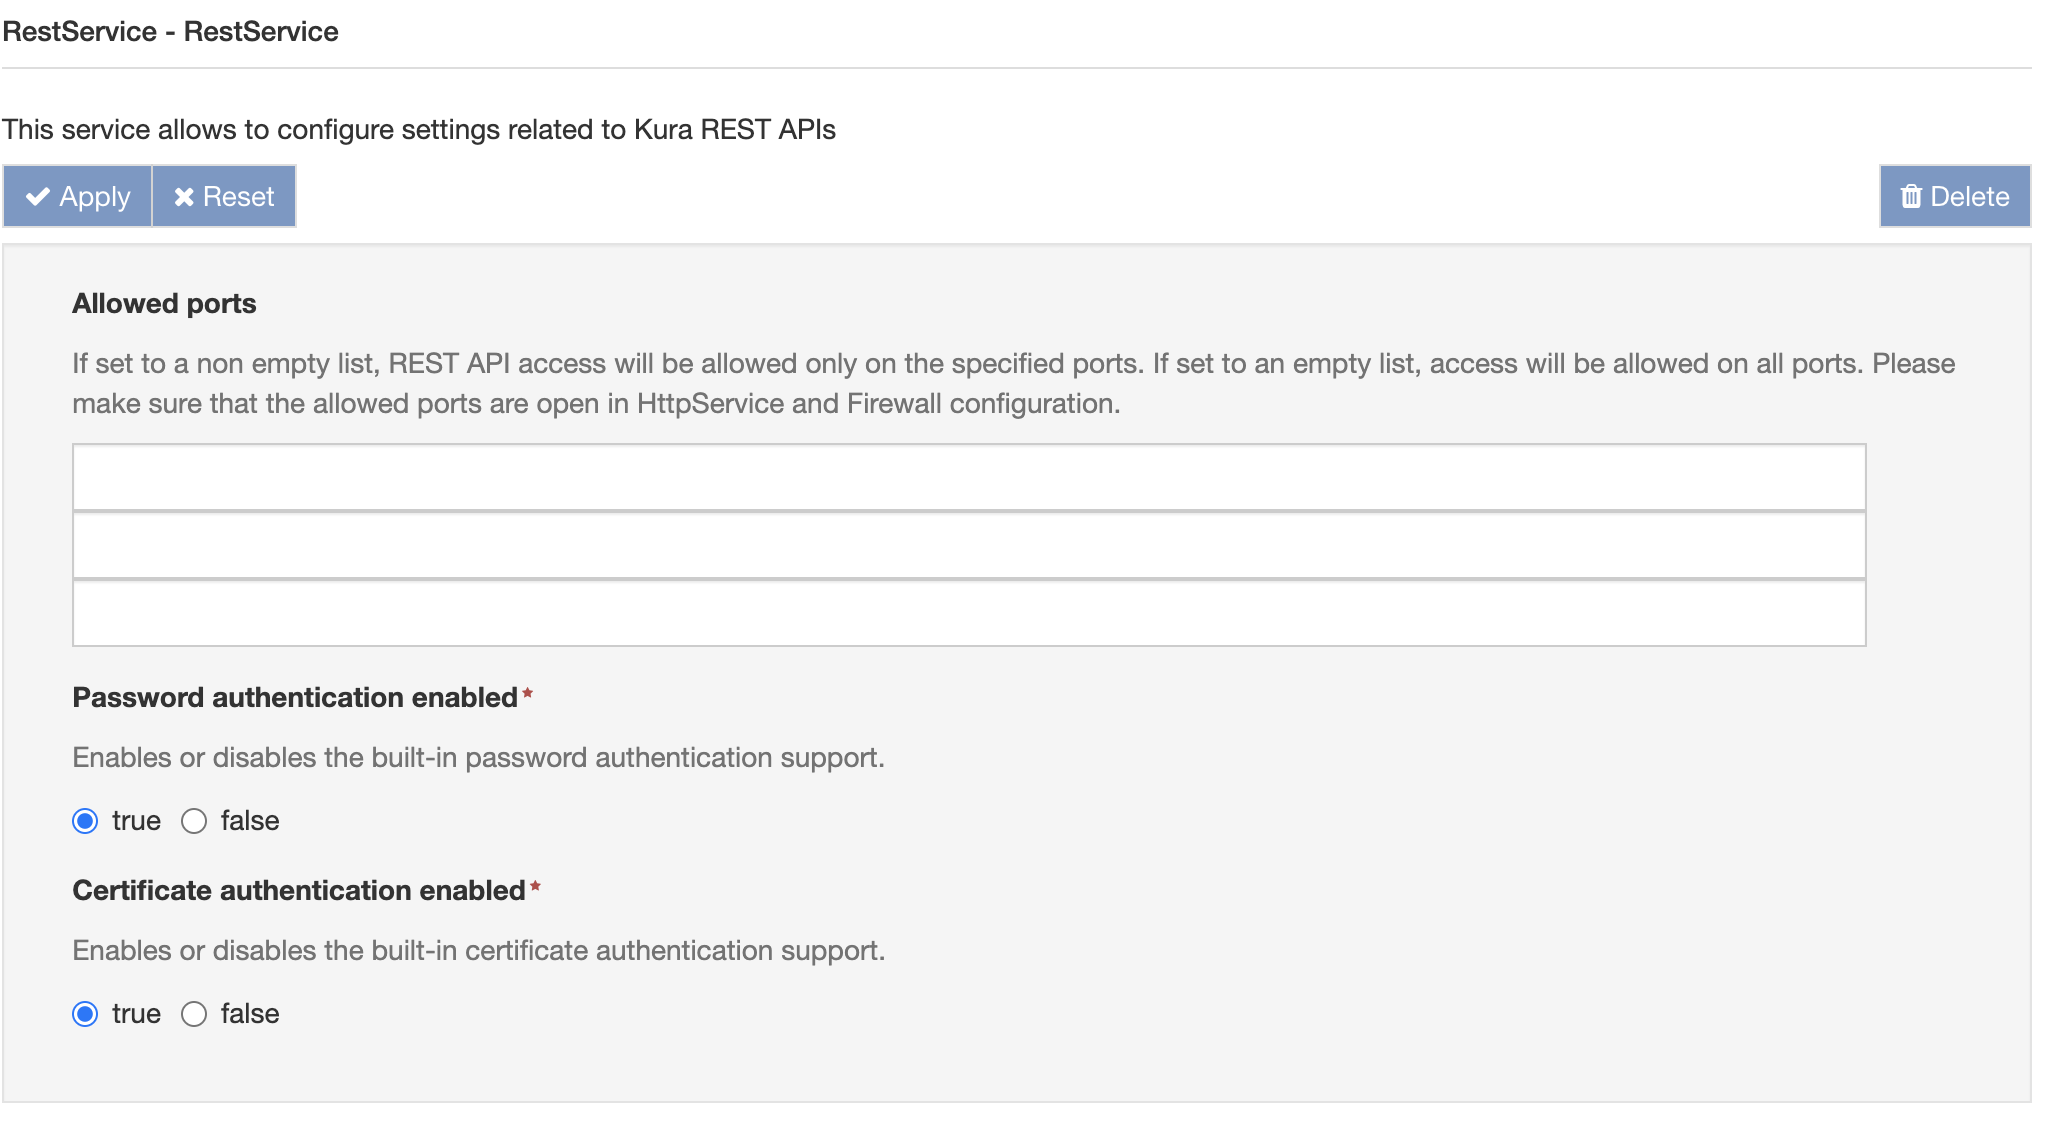 RestService - RestService
This service allows to configure settings related to Kura REST APIs
Apply Reset Delete
Allowed ports
If set to a non empty list, REST API access will be allowed only on the specified ports. If set to an empty list, access will be allowed on all ports. Please
make sure that the allowed ports are open in HttpService and Firewall configuration.
Password authentication enabled*
Enables or disables the built-in password authentication support.
true false
Certificate authentication enabled*
Enables or disables the built-in certificate authentication support.
true false